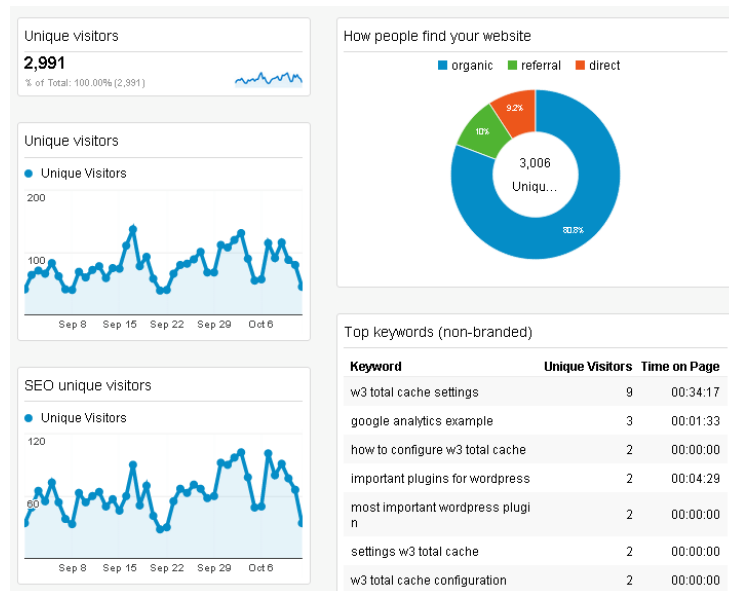 Unique visitors
2,991
% of Total: 100.00% (2,991)
Unique visitors
Unique Visitors
200
100
Sep 8 Sep 15 Sep 22 Sep 29 Oct 6
SEO unique visitors
Unique Visitors
120
60
Sep 8 Sep 15 Sep 22 Sep 29 Oct 6
How people find your website
organic referral direct
9.2%
10%
3,006
Uniqu...
80.8%
Top keywords (non-branded)
Keyword Unique Visitors Time on Page
w3 total cache settings 9 00:34:17
google analytics example 3 00:01:33
how to configure w3 total cache 2 00:00:00
important plugins for wordpress 2 00:04:29
most important wordpress plugi
n 2 00:00:00
settings w3 total cache 2 00:00:00
w3 total cache configuration 2 00:00:00